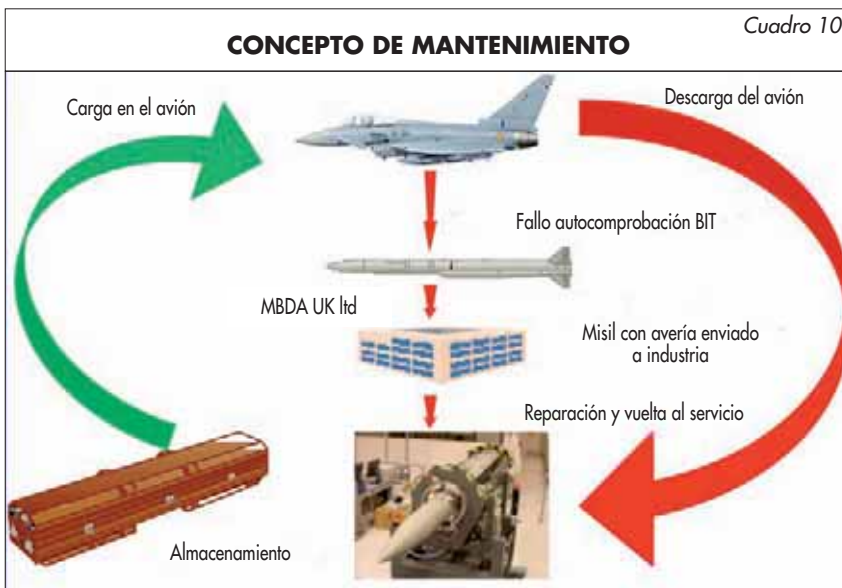 Cuadro 10
CONCEPTO DE MANTENIMIENTO
Carga en el avión
Descarga del avión
Fallo autocomprobación BIT
MBDA UK ltd
Misil con avería enviado
a industria
Reparación y vuelta al servicio
Almacenamiento